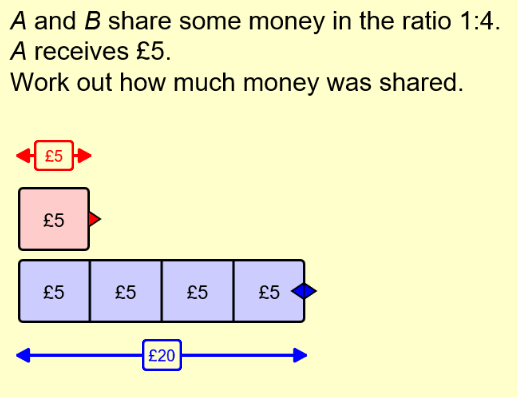 A and B share some money in the ratio 1:4.
A receives £5.
Work out how much money was shared.
£5
£5
£5 £5 £5 £5
£20